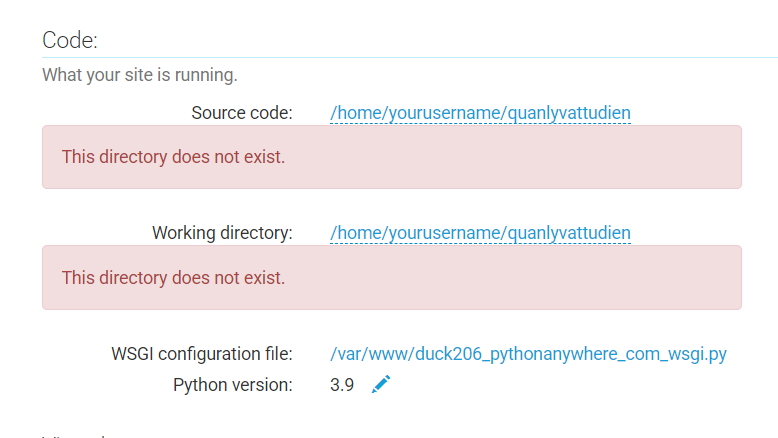 Code:
What your site is running.
Source code: /home/yourusername/quanlyvattudien
This directory does not exist.
Working directory: /home/yourusername/quanlyvattudien
This directory does not exist.
WSGI configuration file: /var/www/duck206_pythonanywhere_com_wsgi.py
Python version: 3.9